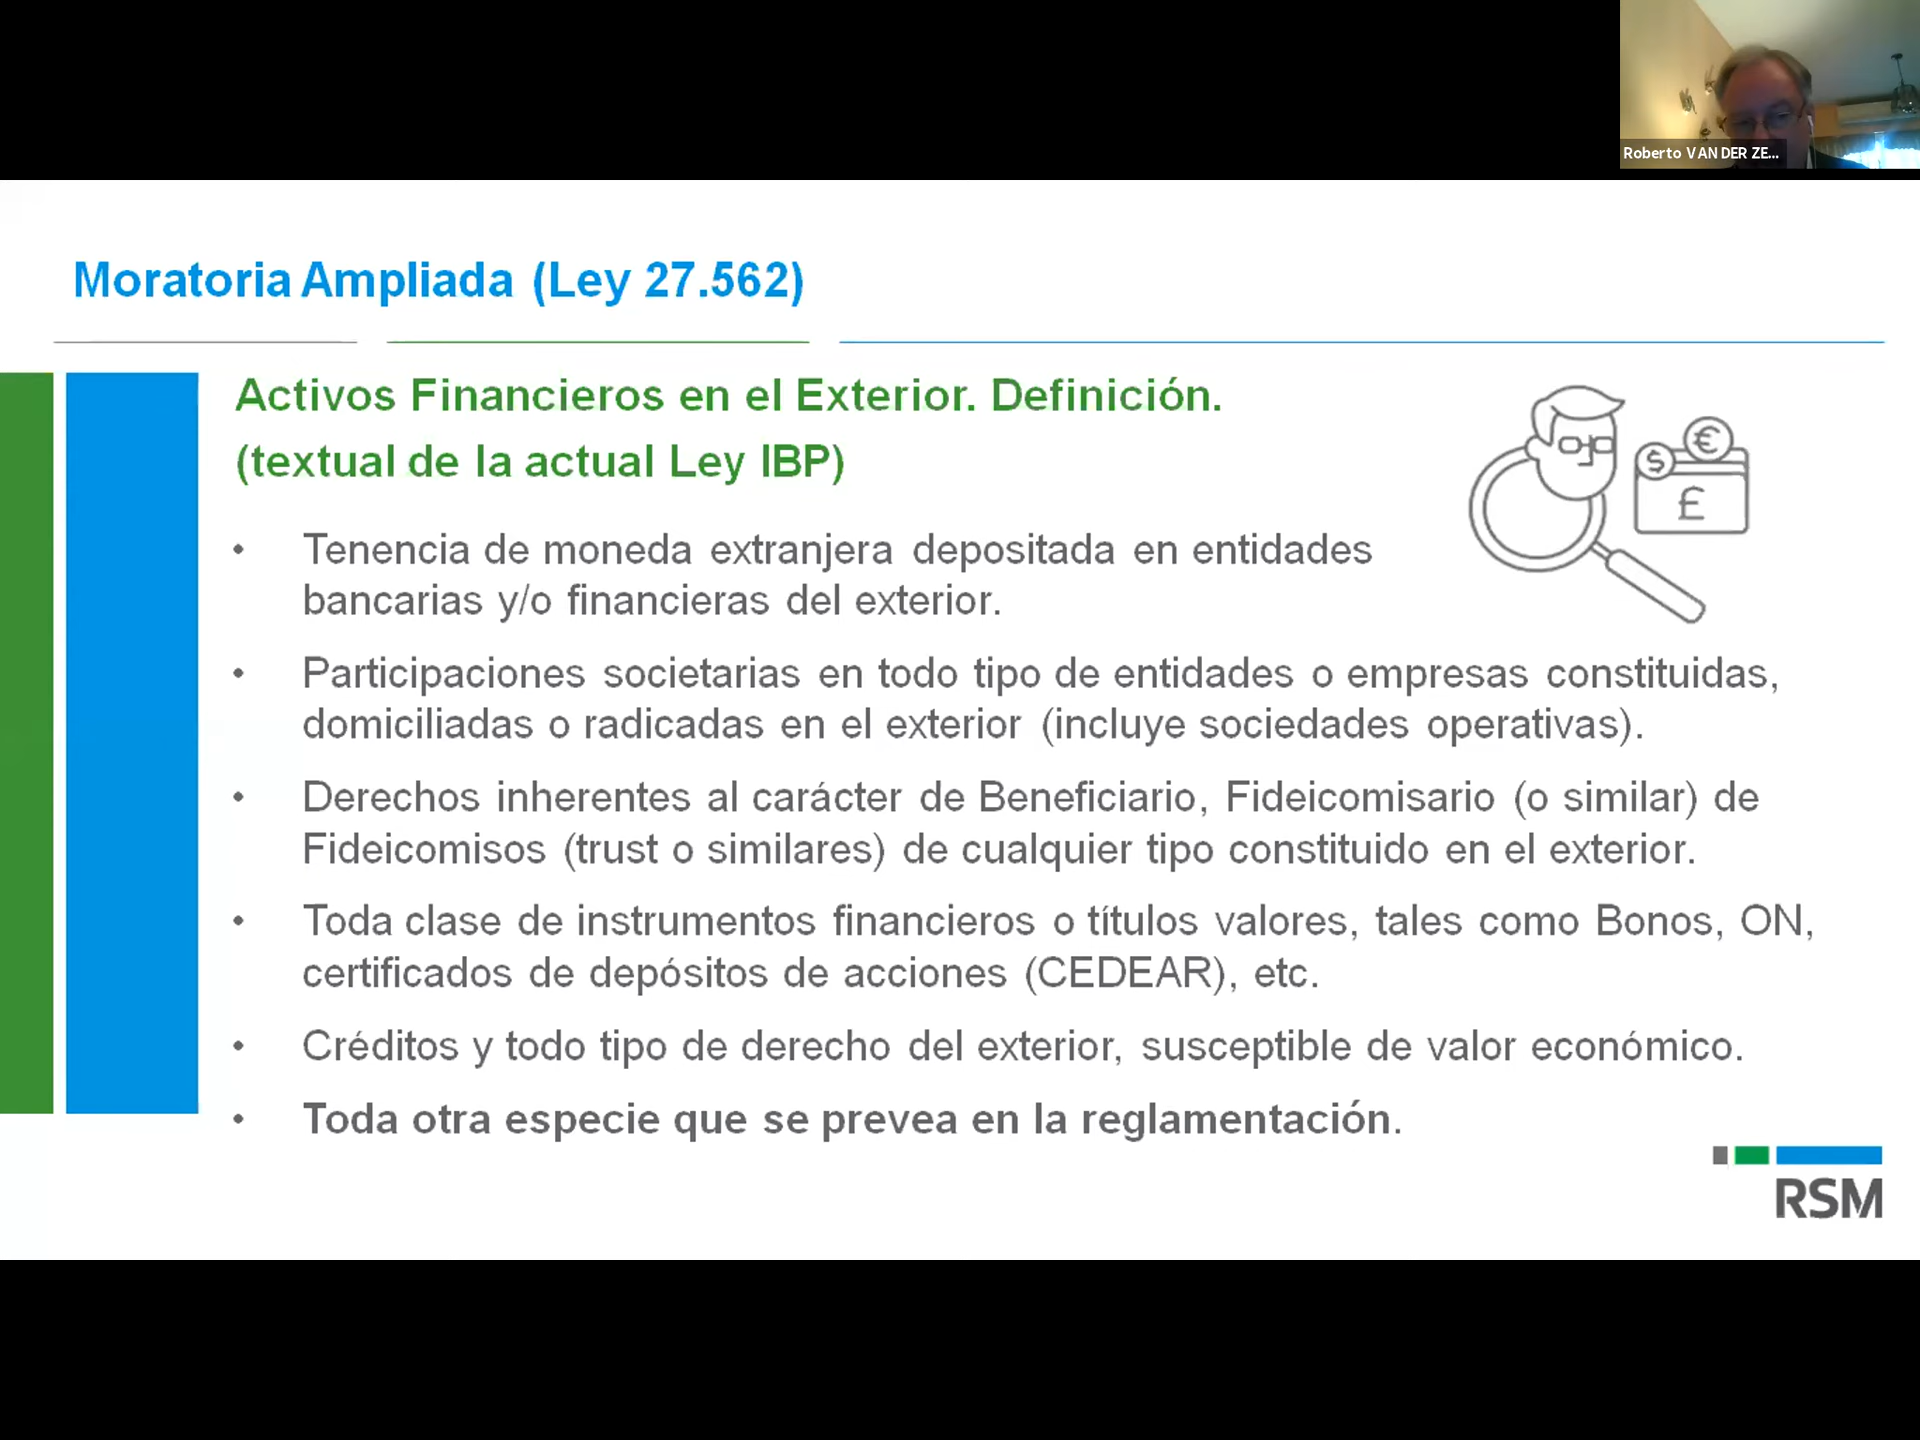 Roberto VAN DER ZE...
Moratoria Ampliada (Ley 27.562)
Activos Financieros en el Exterior. Definición.
(textual de la actual Ley IBP)
$
€
£
• Tenencia de moneda extranjera depositada en entidades
bancarias y/o financieras del exterior.
• Participaciones societarias en todo tipo de entidades o empresas constituidas,
domiciliadas o radicadas en el exterior (incluye sociedades operativas).
• Derechos inherentes al carácter de Beneficiario, Fideicomisario (o similar) de
Fideicomisos (trust o similares) de cualquier tipo constituido en el exterior.
• Toda clase de instrumentos financieros o títulos valores, tales como Bonos, ON,
certificados de depósitos de acciones (CEDEAR), etc.
• Créditos y todo tipo de derecho del exterior, susceptible de valor económico.
• Toda otra especie que se prevea en la reglamentación.
RSM